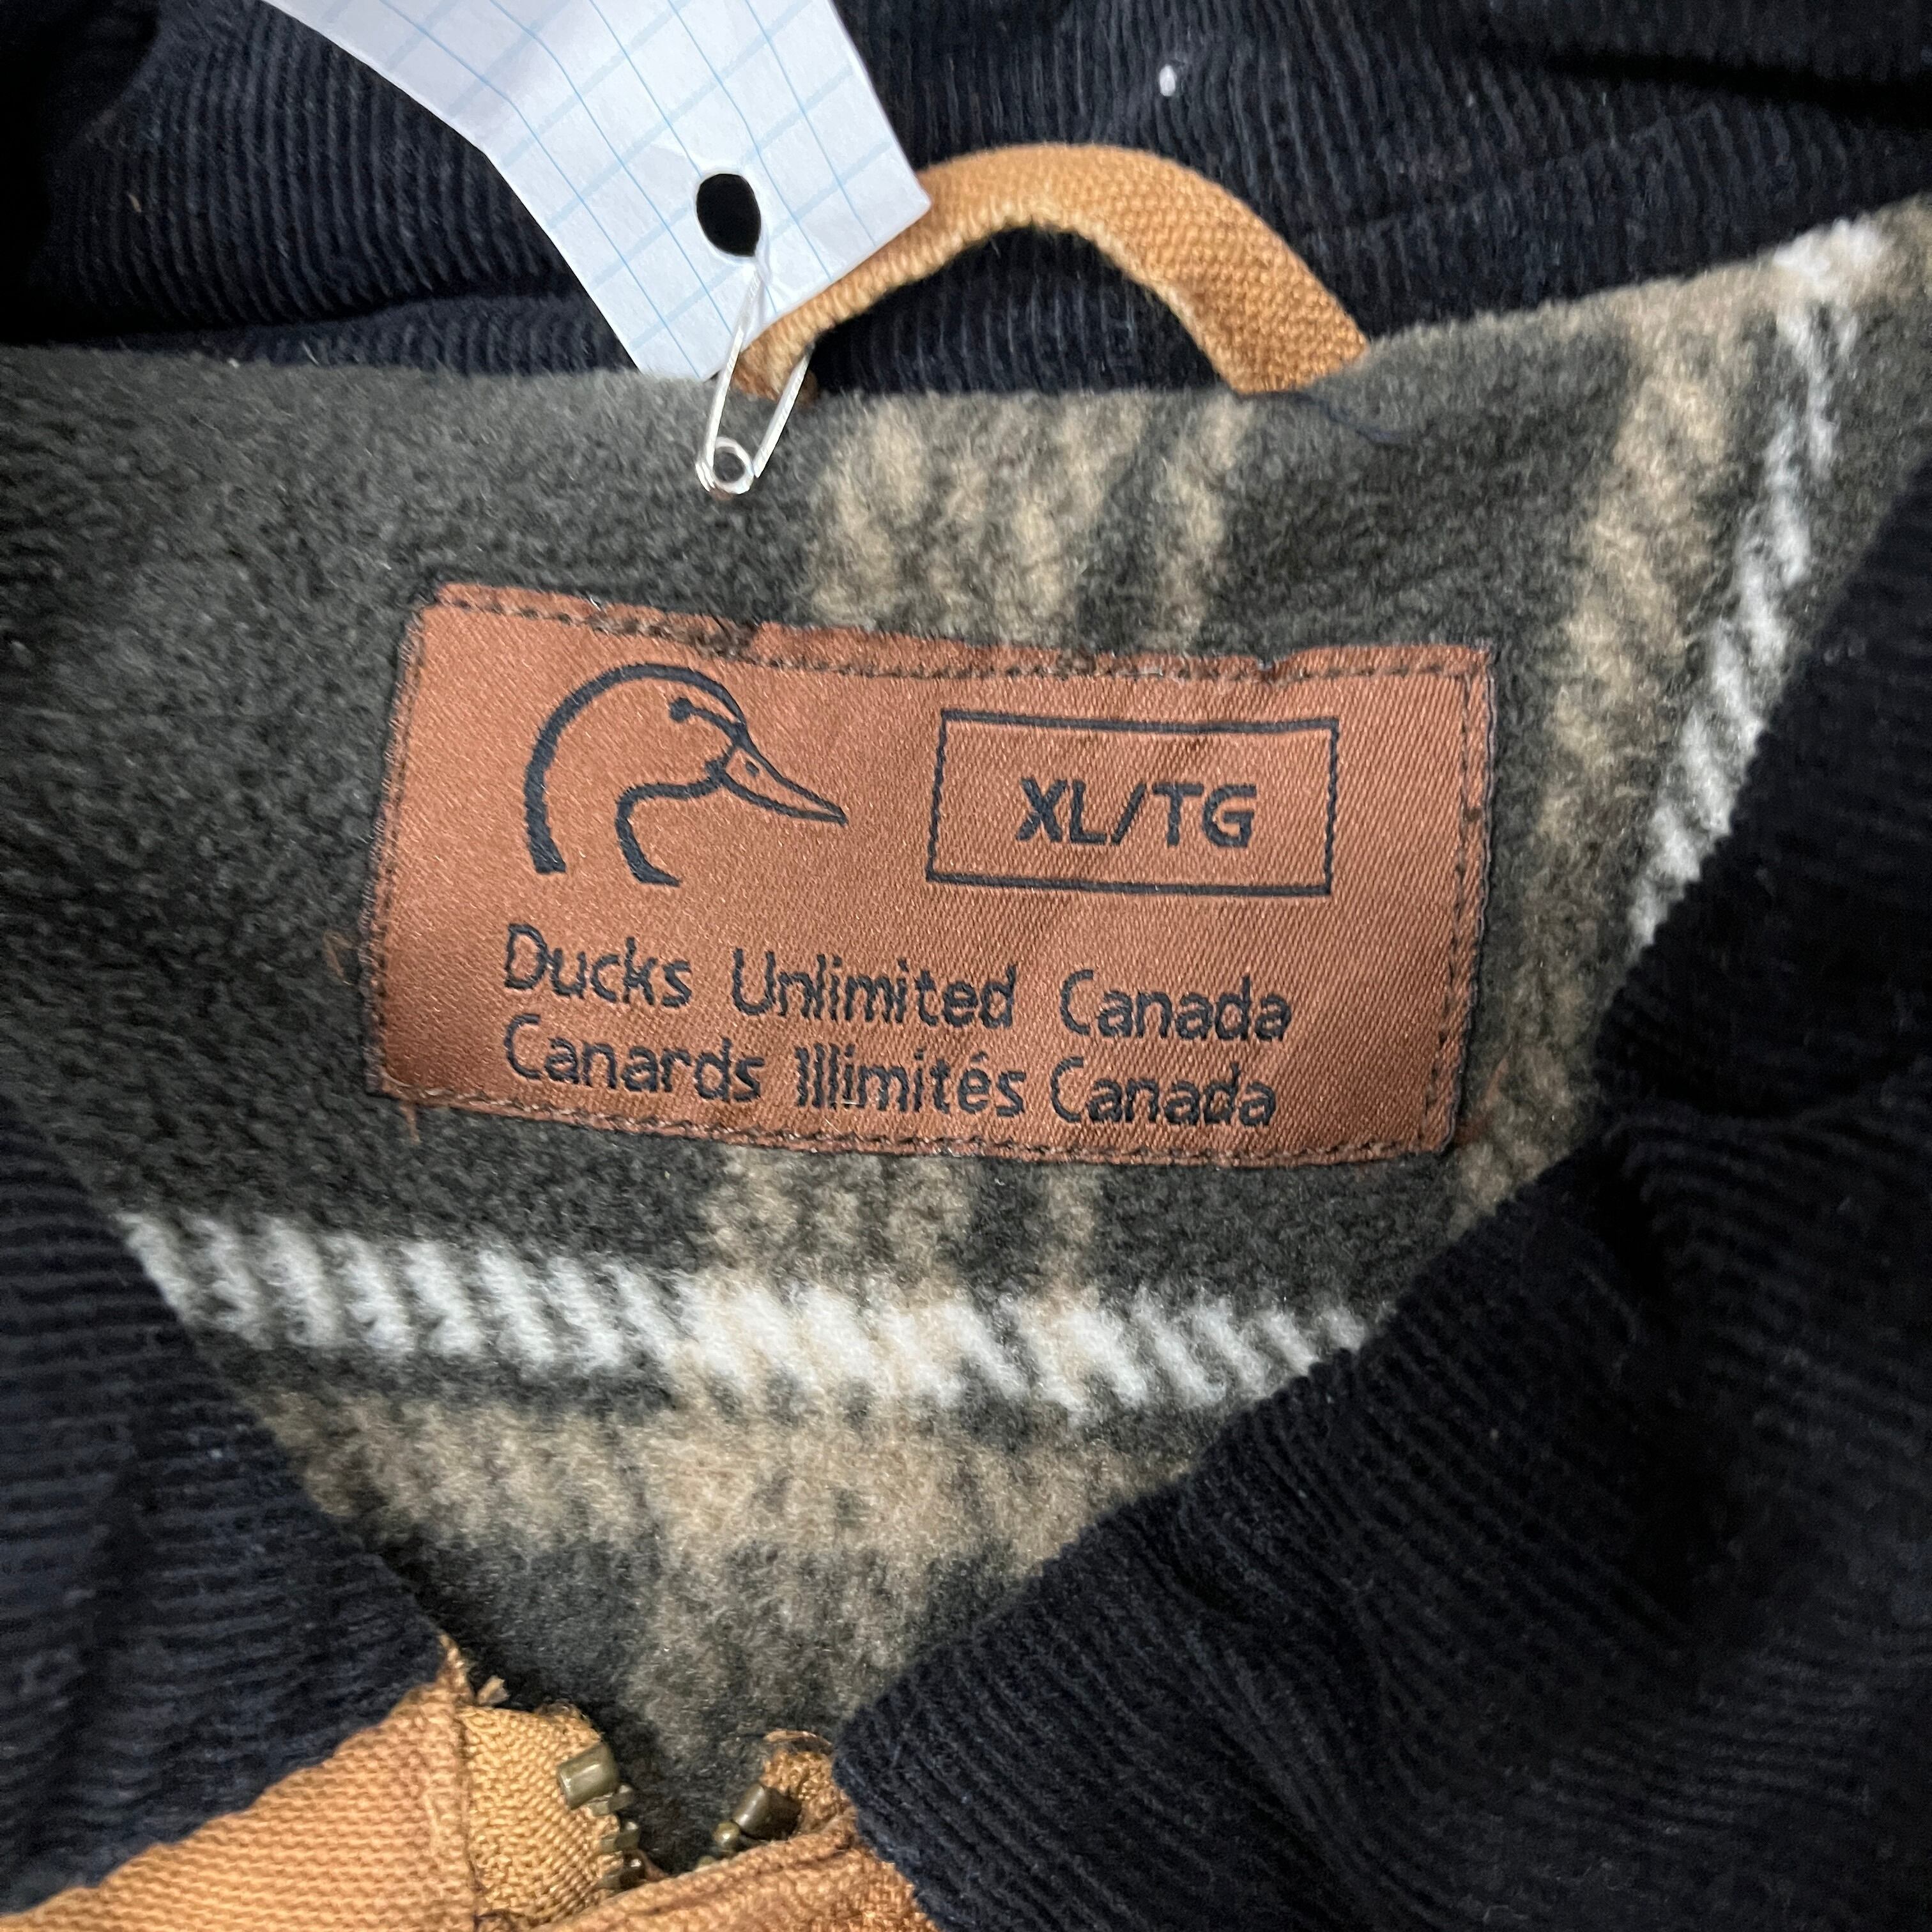 XL/TG
Ducks Unlimited Canada
Canards Illimités Canada